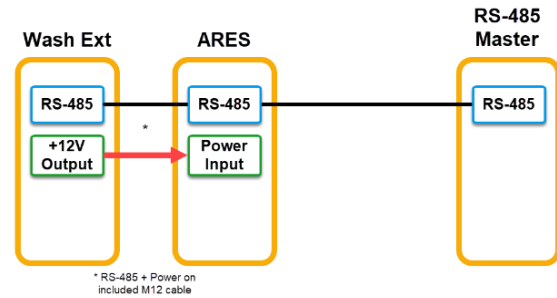 Wash Ext
ARES
RS-485
Master
RS-485
RS-485
RS-485
*
+12V
Output
Power
Input
* RS-485 + Power on
included M12 cable